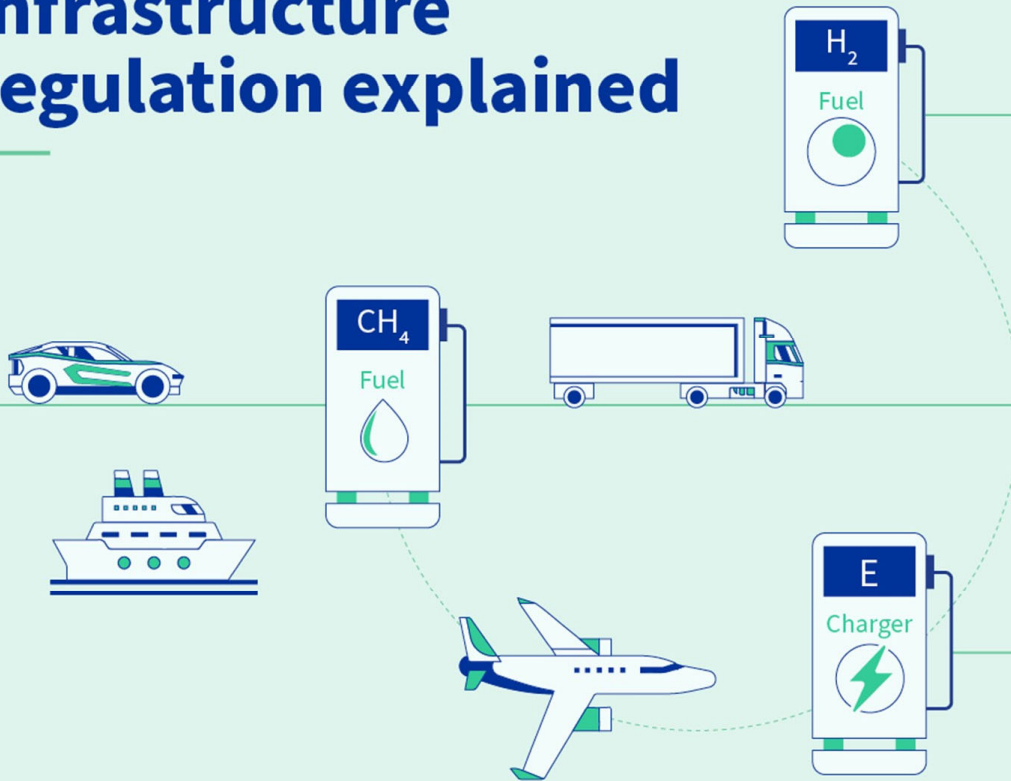 nfrastructure
egulation explained
H₂
Fuel
CH₄
Fuel
E
Charger